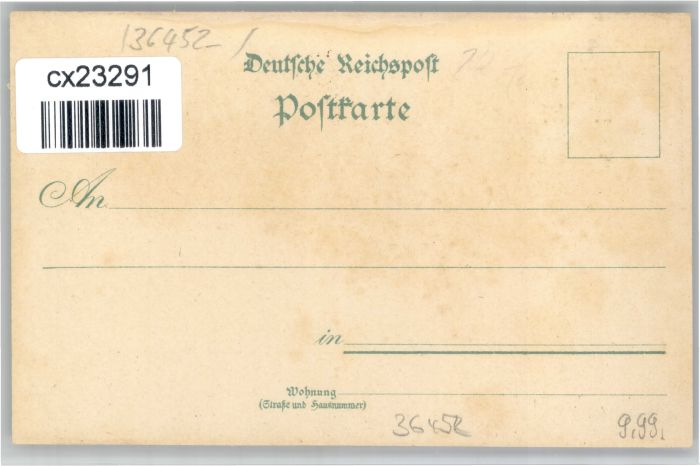 136452-/
cx23291
Deutsche Reichspost
Postkarte
An
in
Wohnung
(Straße und Hausnummer)
36452
9,99.